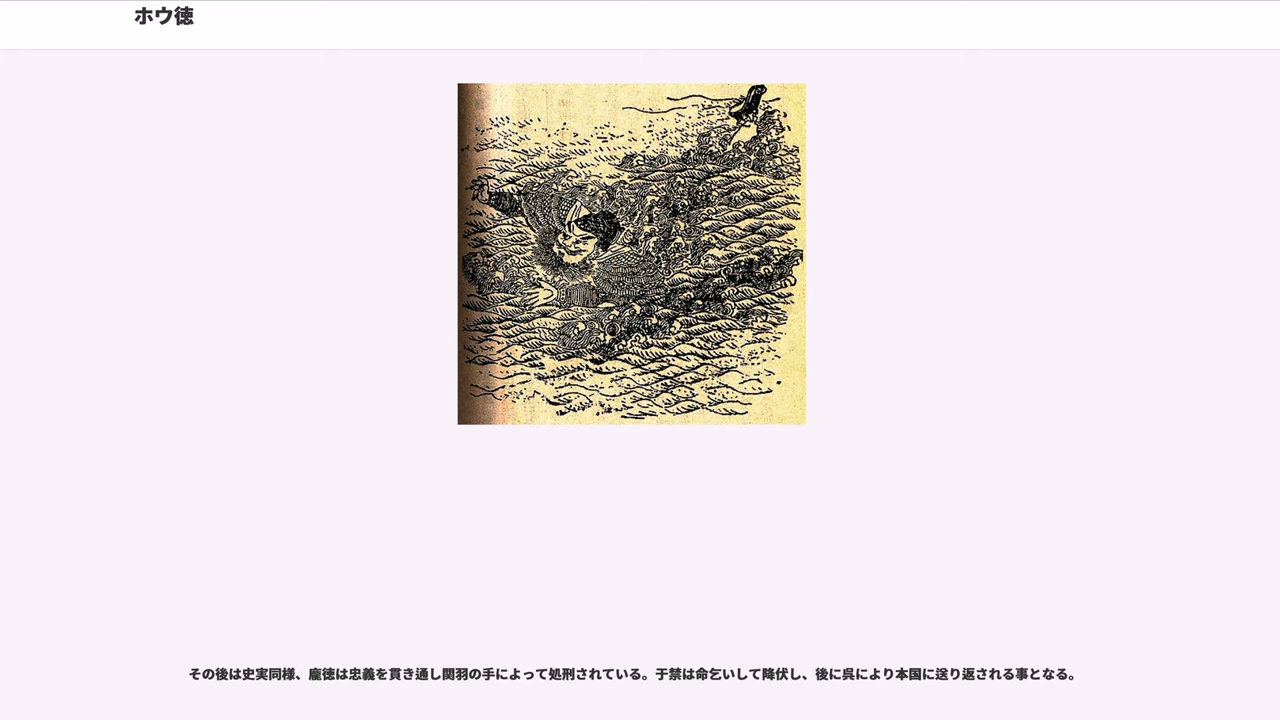 ホウ徳
その後は史実同様、龐徳は忠義を貫き通し関羽の手によって処刑されている。于禁は命乞いして降伏し、後に呉により本国に送り返される事となる。